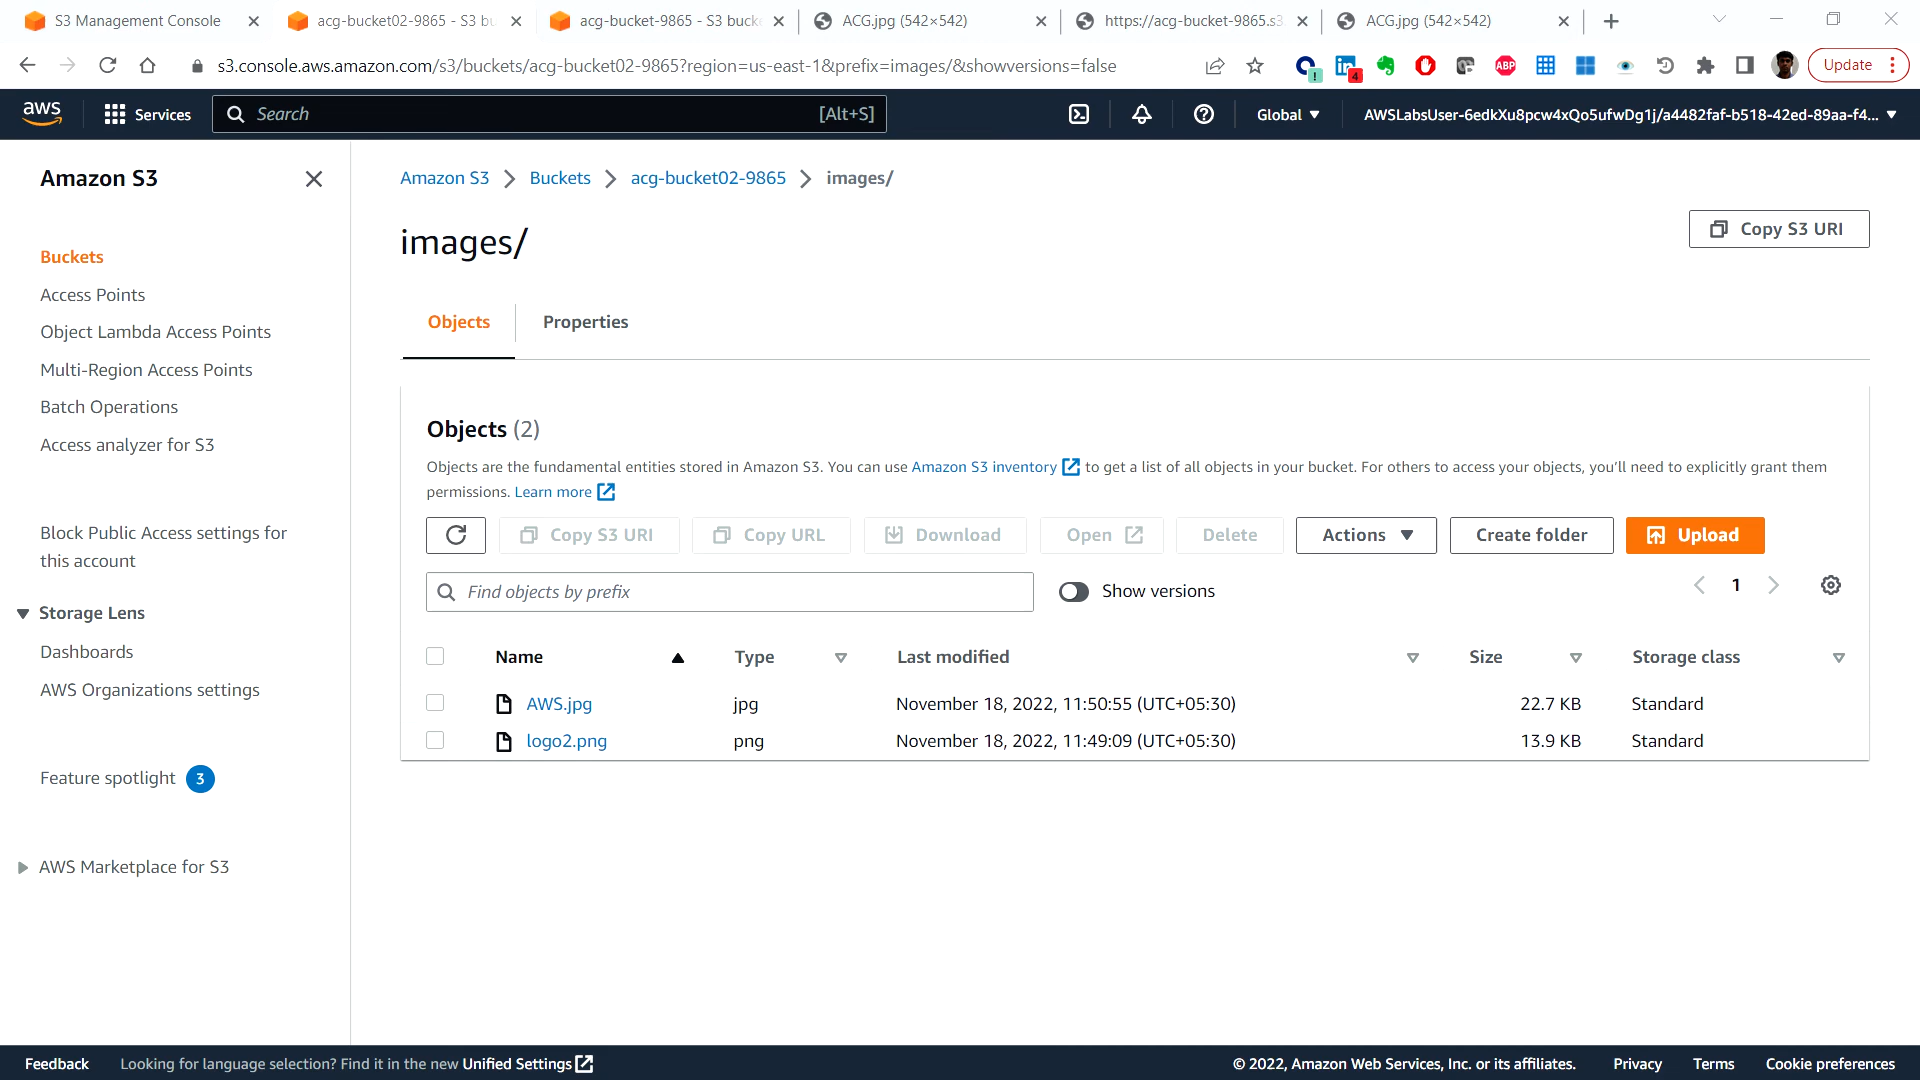 S3 Management Console
acg-bucket02-9865 - S3 bu
acg-bucket-9865 - S3 bucke
ACG.jpg (542×542)
https://acg-bucket-9865.s3
ACG.jpg (542×542)
s3.console.aws.amazon.com/s3/buckets/acg-bucket02-9865?region=us-east-1&prefix=images/&showversions=false
4
ABP
Update
aws
Services
Search
[Alt+S]
Global
AWSLabsUser-6edkXu8pcw4xQo5ufwDg1j/a4482faf-b518-42ed-89aa-f4...
Amazon S3
Buckets
Access Points
Object Lambda Access Points
Multi-Region Access Points
Batch Operations
Access analyzer for S3
Block Public Access settings for
this account
Storage Lens
Dashboards
AWS Organizations settings
Feature spotlight 3
AWS Marketplace for S3
Amazon S3 > Buckets > acg-bucket02-9865 > images/
images/
Copy S3 URI
Objects
Properties
Objects (2)
Objects are the fundamental entities stored in Amazon S3. You can use Amazon S3 inventory to get a list of all objects in your bucket. For others to access your objects, you'll need to explicitly grant them
permissions. Learn more
Copy S3 URI
Copy URL
Download
Open
Delete
Actions
Create folder
Upload
Find objects by prefix
Show versions
1
Name Type Last modified Size Storage class
AWS.jpg jpg November 18, 2022, 11:50:55 (UTC+05:30) 22.7 KB Standard
logo2.png png November 18, 2022, 11:49:09 (UTC+05:30) 13.9 KB Standard
Feedback
Looking for language selection? Find it in the new Unified Settings
© 2022, Amazon Web Services, Inc. or its affiliates.
Privacy
Terms
Cookie preferences